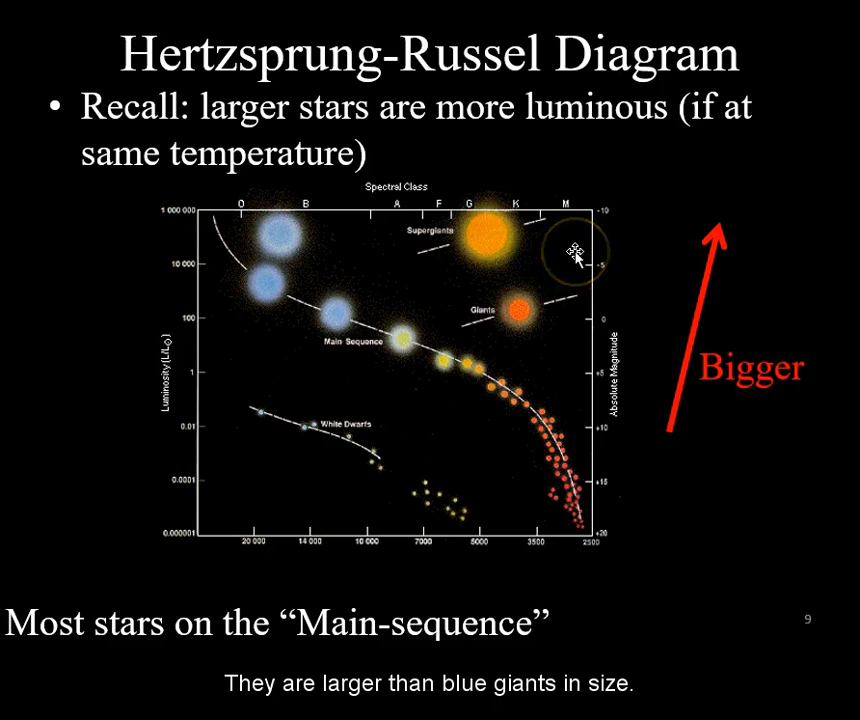 Hertzsprung-Russel Diagram
• Recall: larger stars are more luminous (if at
same temperature)
Spectral Class
O B A F G K M
1 000 000
10 000
100
1
0.01
0.0001
0.000001
Luminosity (L/L⊙)
Supergiants
Giants
Main Sequence
White Dwarfs
-10
-5
0
+5
+10
+15
+20
Absolute Magnitude
20 000 14 000 10 000 7000 5000 3500 2500
Bigger
Most stars on the “Main-sequence”
9
They are larger than blue giants in size.